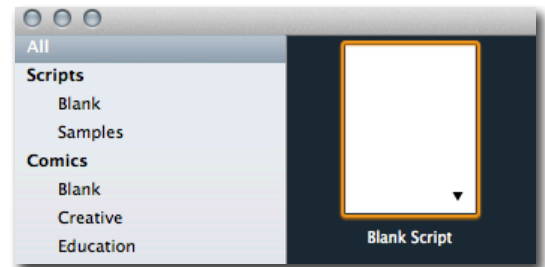 All
Scripts
Blank
Samples
Comics
Blank
Creative
Education
Blank Script